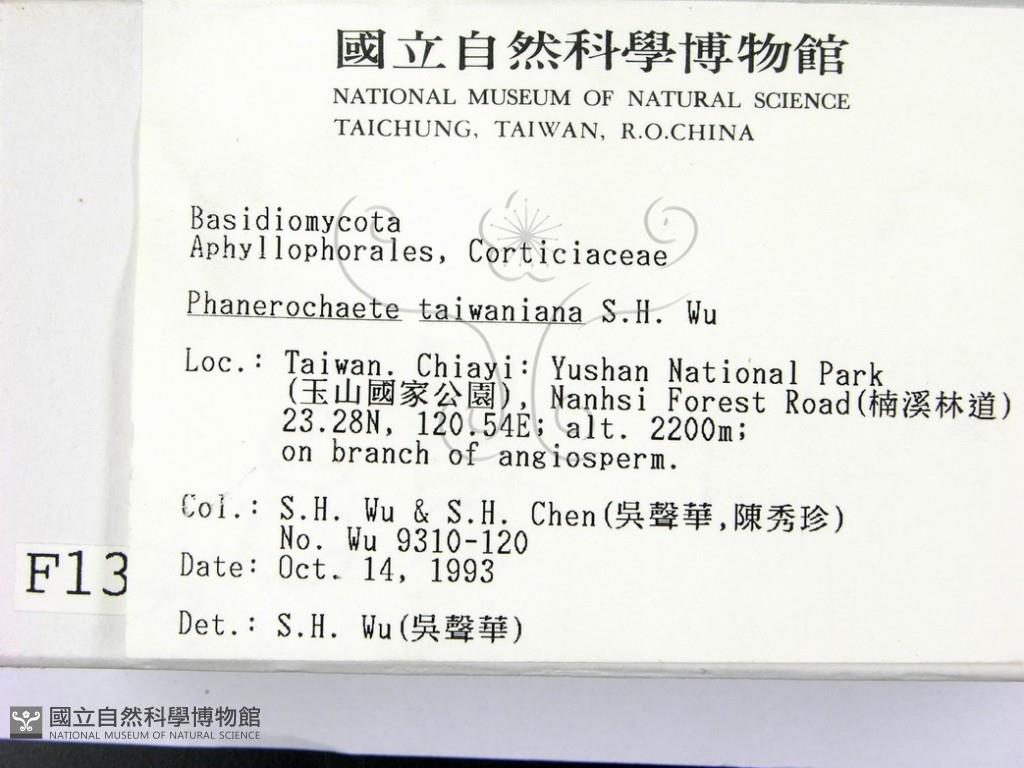 國立自然科學博物館
NATIONAL MUSEUM OF NATURAL SCIENCE
TAICHUNG, TAIWAN, R.O.CHINA
Basidiomycota
Aphyllophorales, Corticiaceae
Phanerochaete taiwaniana S.H. Wu
Loc.: Taiwan. Chiayi: Yushan National Park
(玉山國家公園), Nanhsi Forest Road(楠溪林道)
23.28N, 120.54E; alt. 2200m;
on branch of angiosperm.
Col.: S.H. Wu & S.H. Chen(吳聲華,陳秀珍)
No. Wu 9310-120
Date: Oct. 14, 1993
Det.: S.H. Wu(吳聲華)
F13
國立自然科學博物館
NATIONAL MUSEUM OF NATURAL SCIENCE